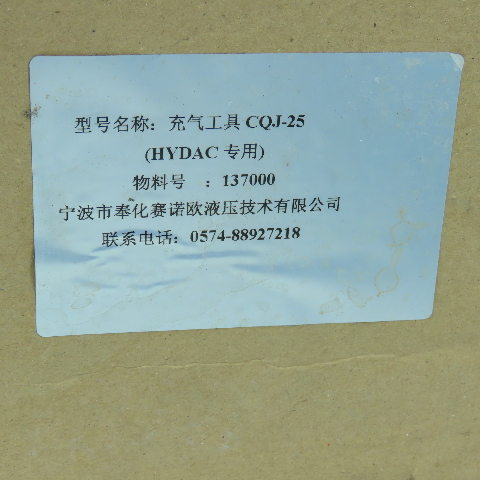 型号名称：充气工具 CQJ-25
(HYDAC 专用)
物料号 ：137000
宁波市奉化赛诺欧液压技术有限公司
联系电话：0574-88927218